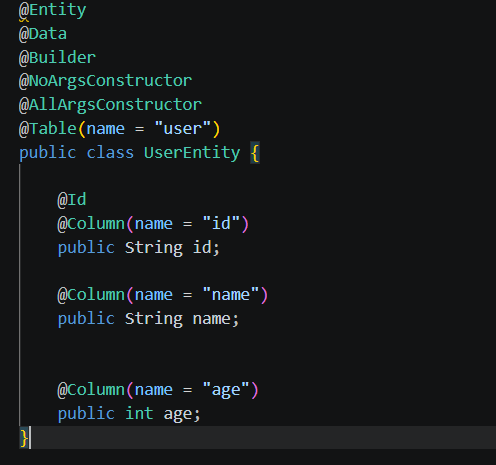 @Entity
@Data
@Builder
@NoArgsConstructor
@AllArgsConstructor
@Table(name = "user")
public class UserEntity {
@Id
@Column(name = "id")
public String id;
@Column(name = "name")
public String name;
@Column(name = "age")
public int age;
}